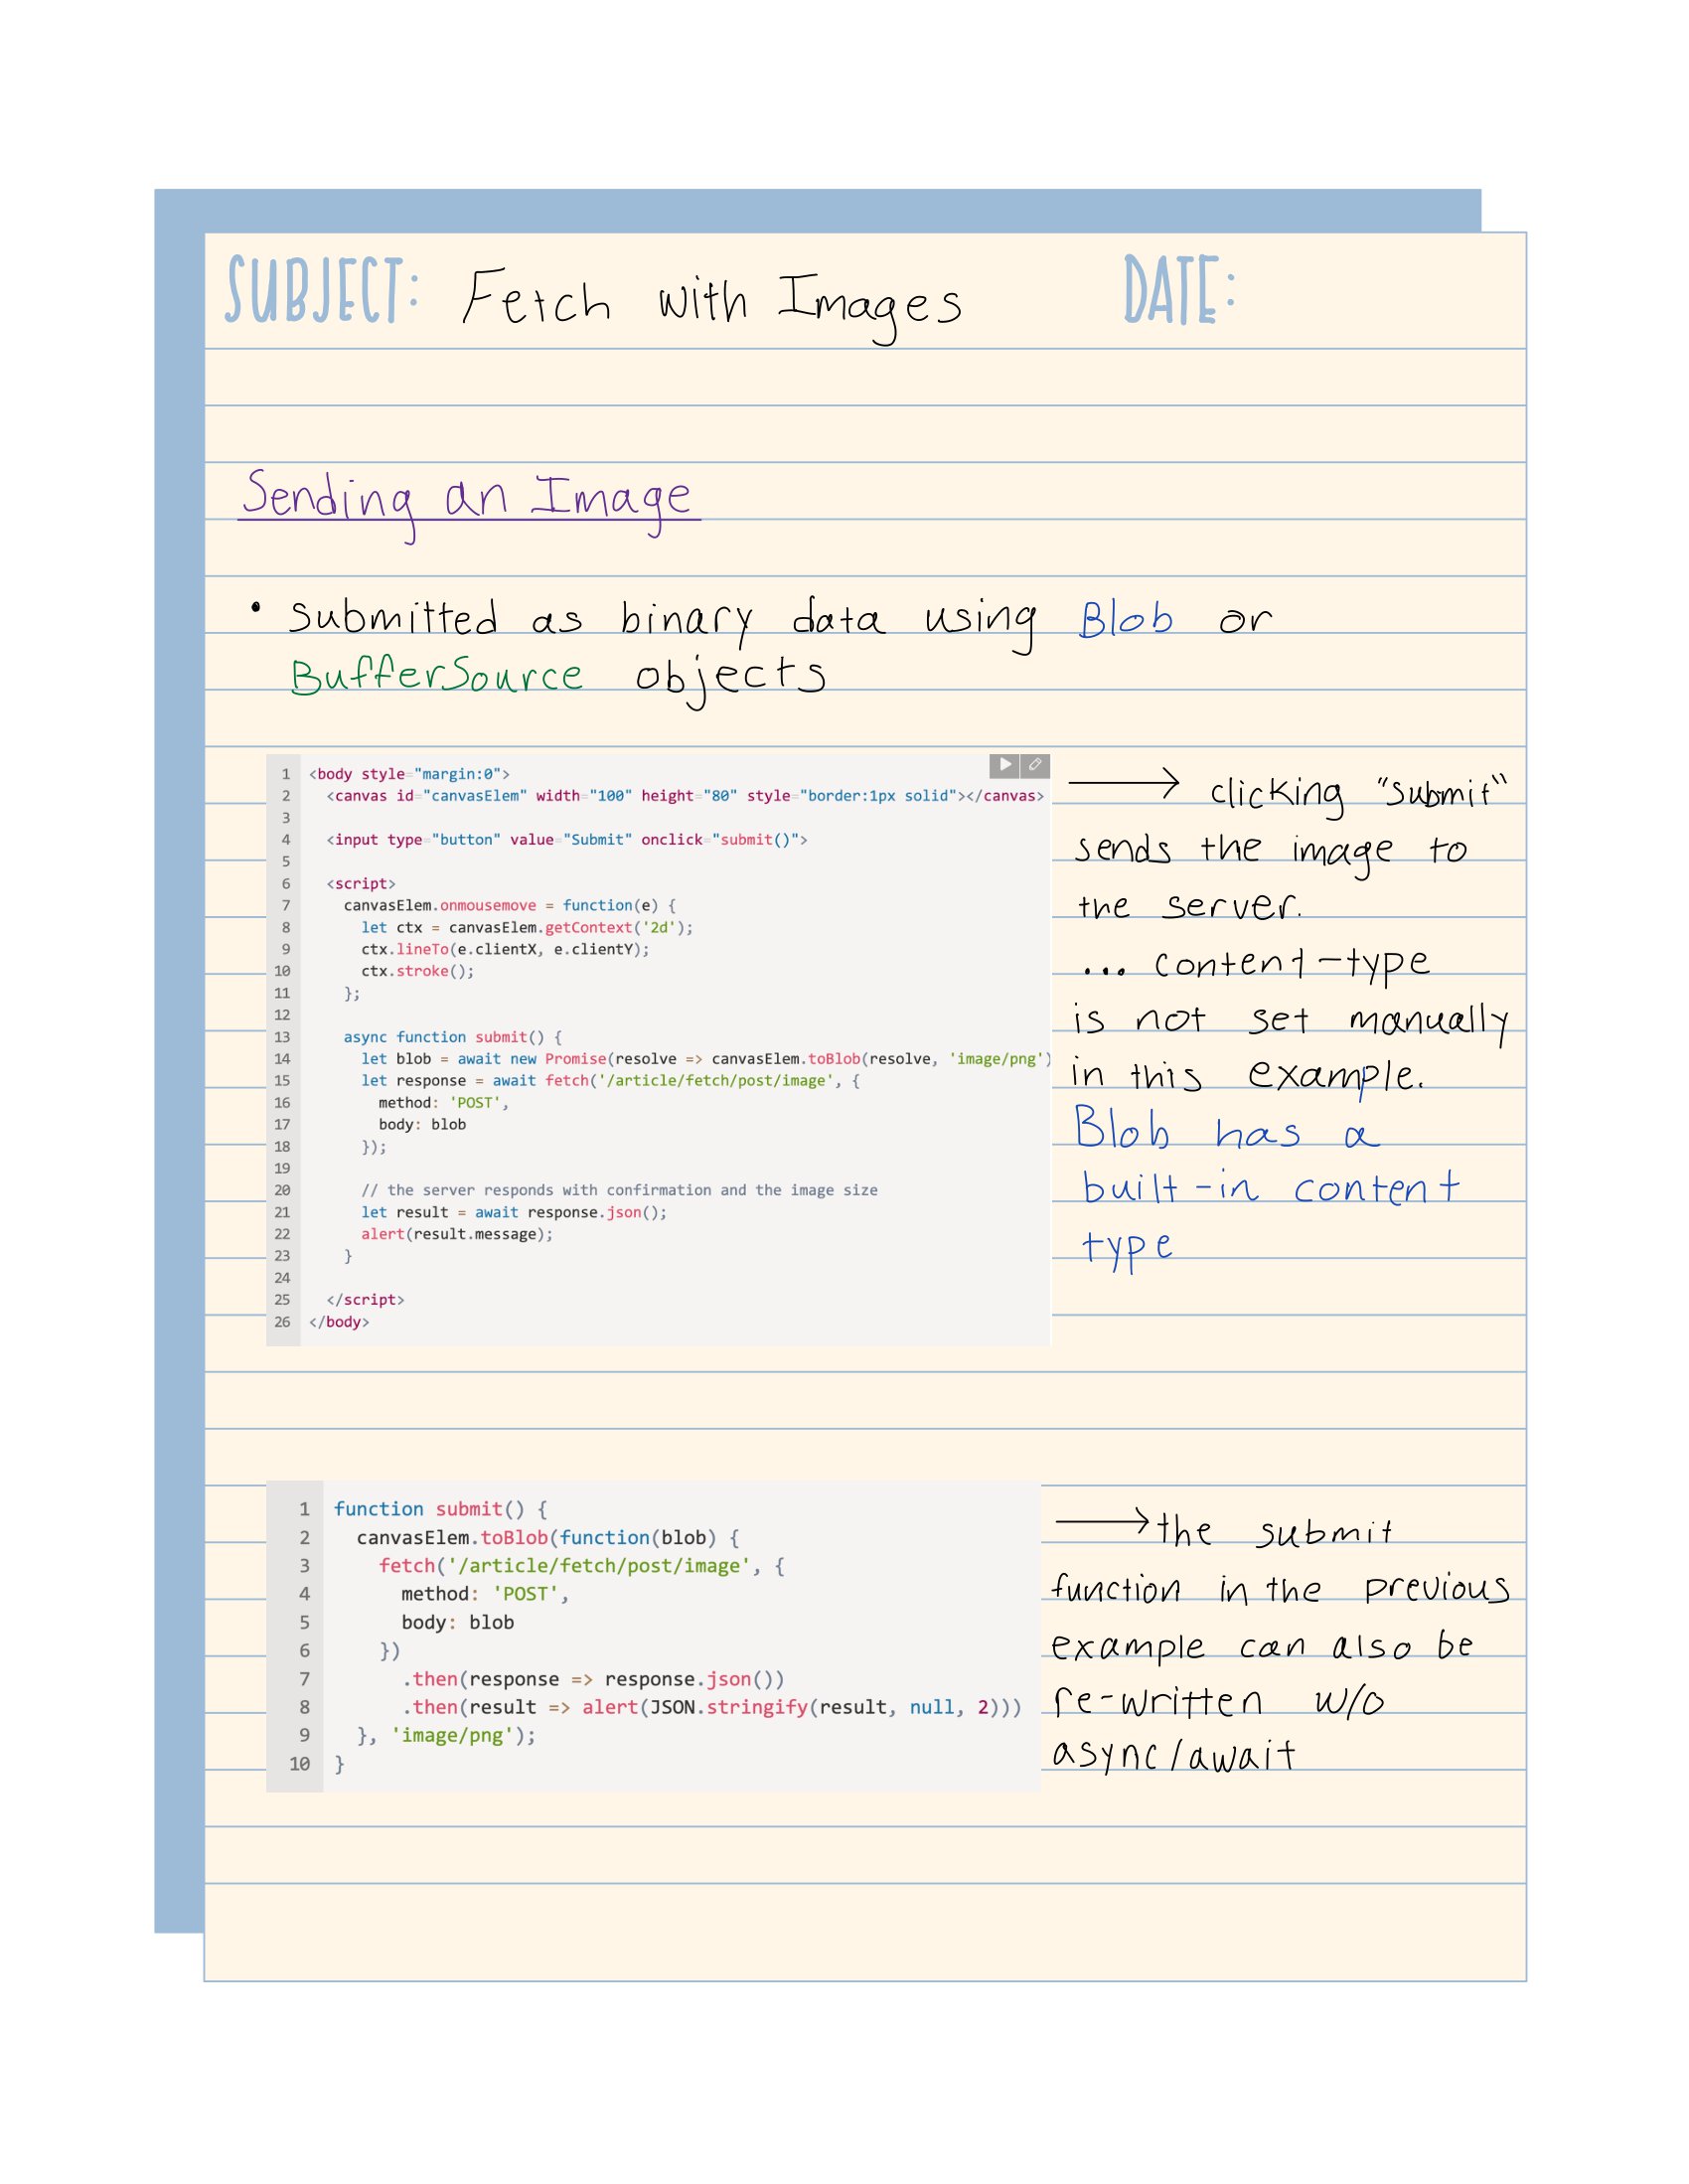 SUBJECT: Fetch with Images DATE:
Sending an Image
• submitted as binary data using Blob or
BufferSource objects
1 <body style="margin:0">
2 <canvas id="canvasElem" width="100" height="80" style="border:1px solid"></canvas>
3
4 <input type="button" value="Submit" onclick="submit()">
5
6 <script>
7 canvasElem.onmousemove = function(e) {
8 let ctx = canvasElem.getContext('2d');
9 ctx.lineTo(e.clientX, e.clientY);
10 ctx.stroke();
11 };
12
13 async function submit() {
14 let blob = await new Promise(resolve => canvasElem.toBlob(resolve, 'image/png')
15 let response = await fetch('/article/fetch/post/image', {
16 method: 'POST',
17 body: blob
18 });
19
20 // the server responds with confirmation and the image size
21 let result = await response.json();
22 alert(result.message);
23 }
24
25 </script>
26 </body>
→ clicking "submit"
sends the image to
the server.
... content-type
is not set manually
in this example.
Blob has a
built-in content
type
1 function submit() {
2 canvasElem.toBlob(function(blob) {
3 fetch('/article/fetch/post/image', {
4 method: 'POST',
5 body: blob
6 })
7 .then(response => response.json())
8 .then(result => alert(JSON.stringify(result, null, 2)))
9 }, 'image/png');
10 }
→ the submit
function in the previous
example can also be
re-written w/o
async/await